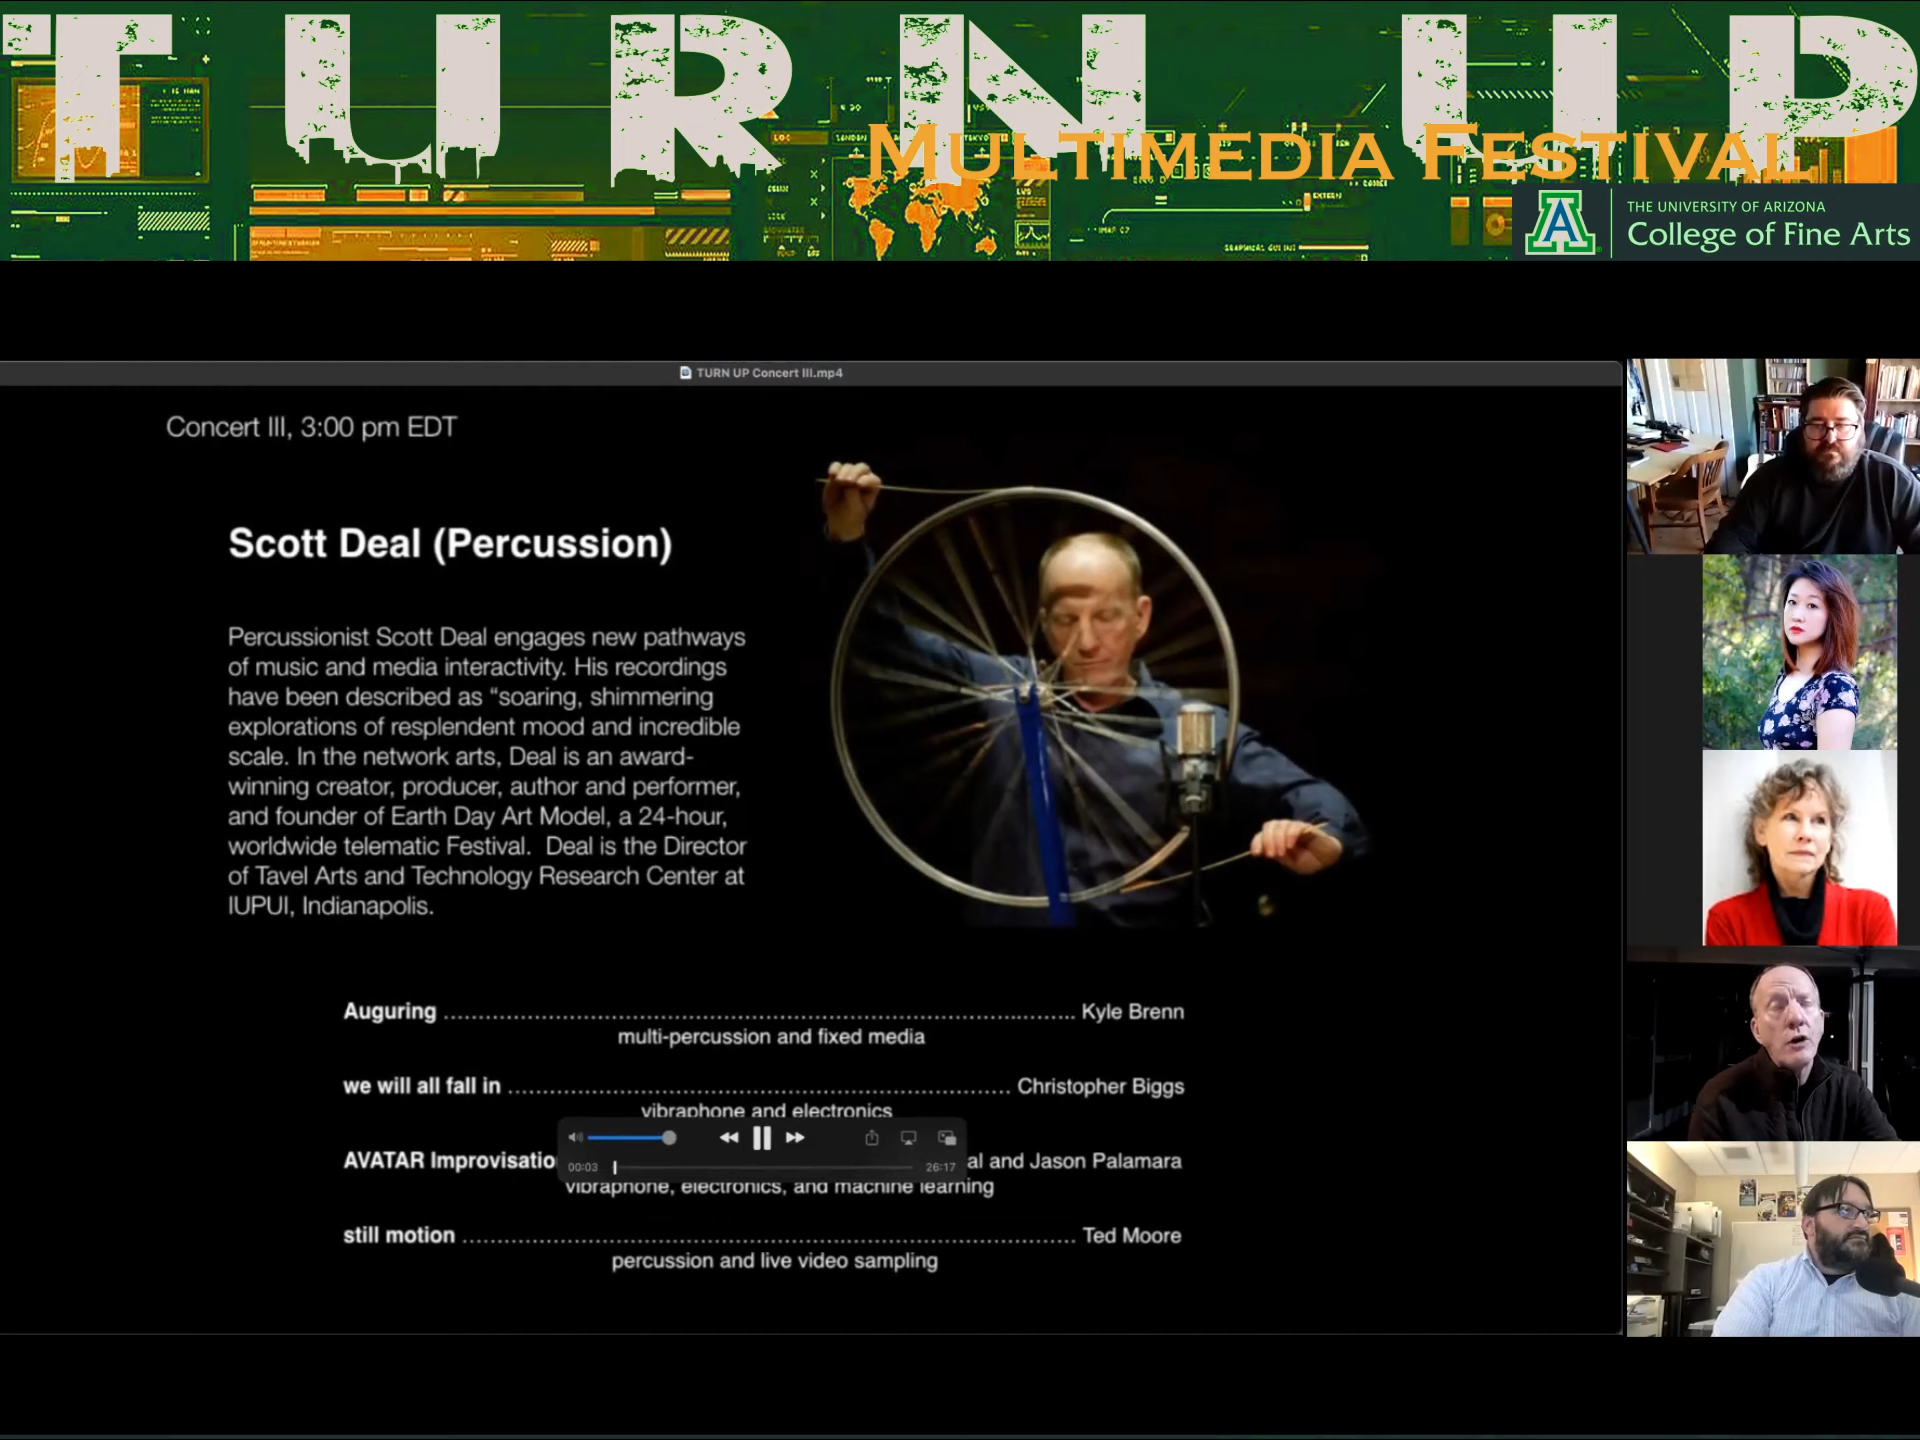 TURN UP
MULTIMEDIA FESTIVAL
THE UNIVERSITY OF ARIZONA
College of Fine Arts
TURN UP Concert III.mp4
Concert III, 3:00 pm EDT
Scott Deal (Percussion)
Percussionist Scott Deal engages new pathways
of music and media interactivity. His recordings
have been described as “soaring, shimmering
explorations of resplendent mood and incredible
scale. In the network arts, Deal is an award-
winning creator, producer, author and performer,
and founder of Earth Day Art Model, a 24-hour,
worldwide telematic Festival.  Deal is the Director
of Tavel Arts and Technology Research Center at
IUPUI, Indianapolis.
Auguring ................................................................ Kyle Brenn
multi-percussion and fixed media
we will all fall in ................................................................ Christopher Biggs
vibraphone and electronics
AVATAR Improvisatio al and Jason Palamara
00:03 26:17
vibraphone, electronics, and machine learning
still motion ................................................................ Ted Moore
percussion and live video sampling